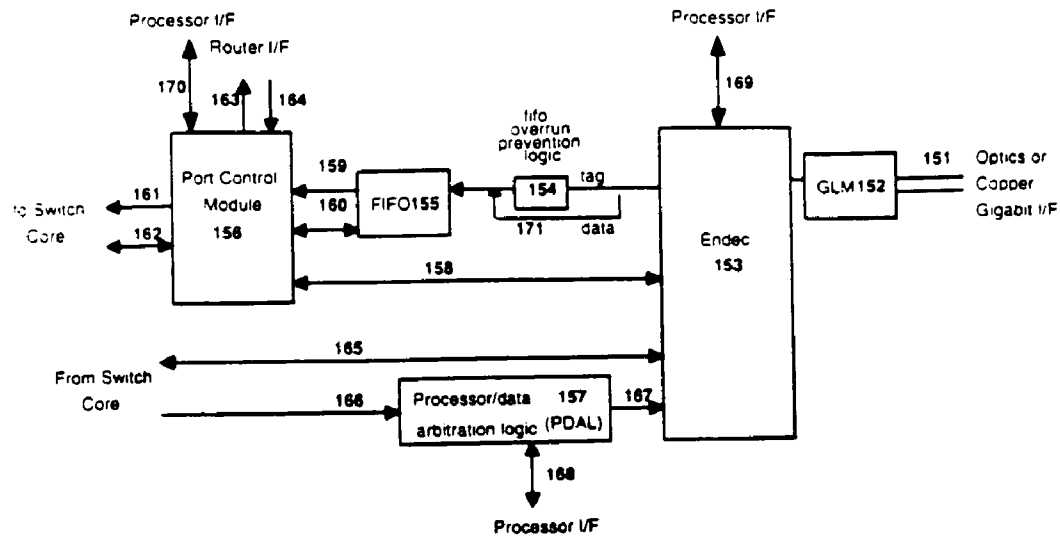 Processor I/F
Router I/F
170
163
164
Processor I/F
169
fifo
overrun
prevention
logic
159
154
tag
GLM152
151
Optics or
Copper
Gigabit I/F
161
Port Control
Module
156
160
FIFO155
171
data
to Switch
Core
162
Endec
153
158
165
From Switch
Core
166
Processor/data
arbitration logic
157
(PDAL)
167
168
Processor I/F